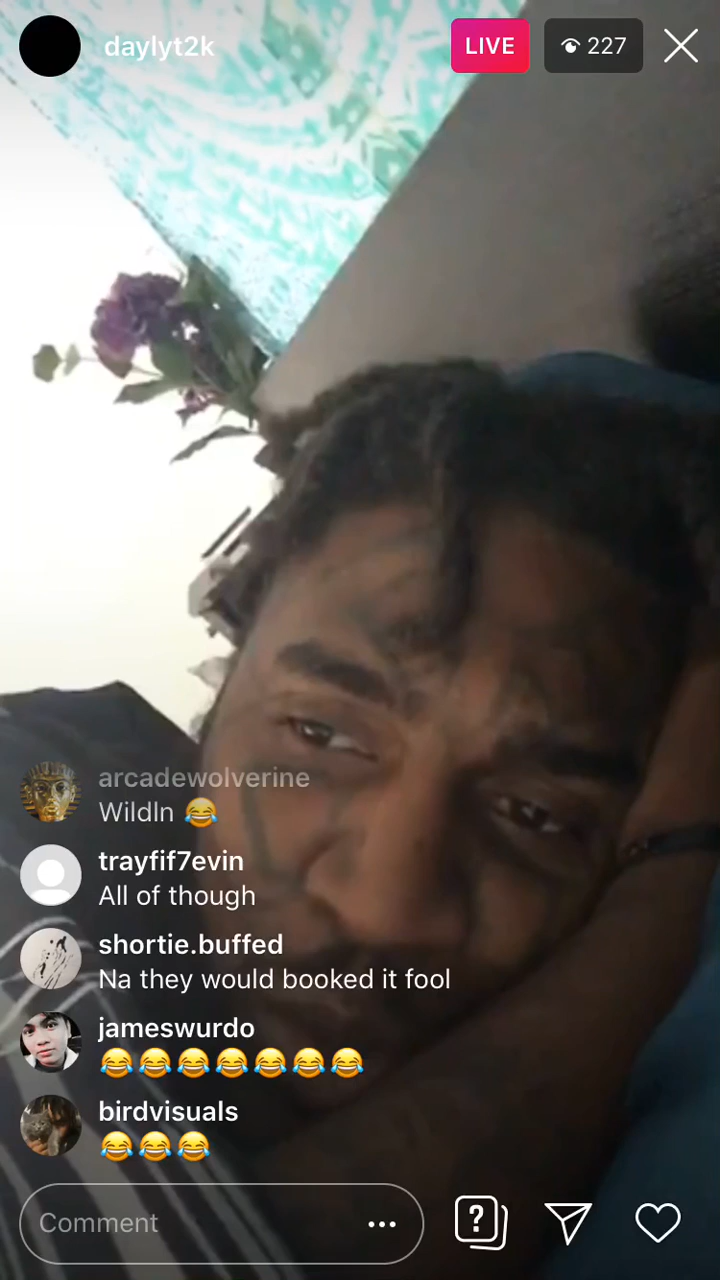 daylyt2k
LIVE
227
arcadewolverine
Wildln 😂
trayfif7evin
All of though
shortie.buffed
Na they would booked it fool
jameswurdo
😂😂😂😂😂😂😂
birdvisuals
😂😂😂
Comment